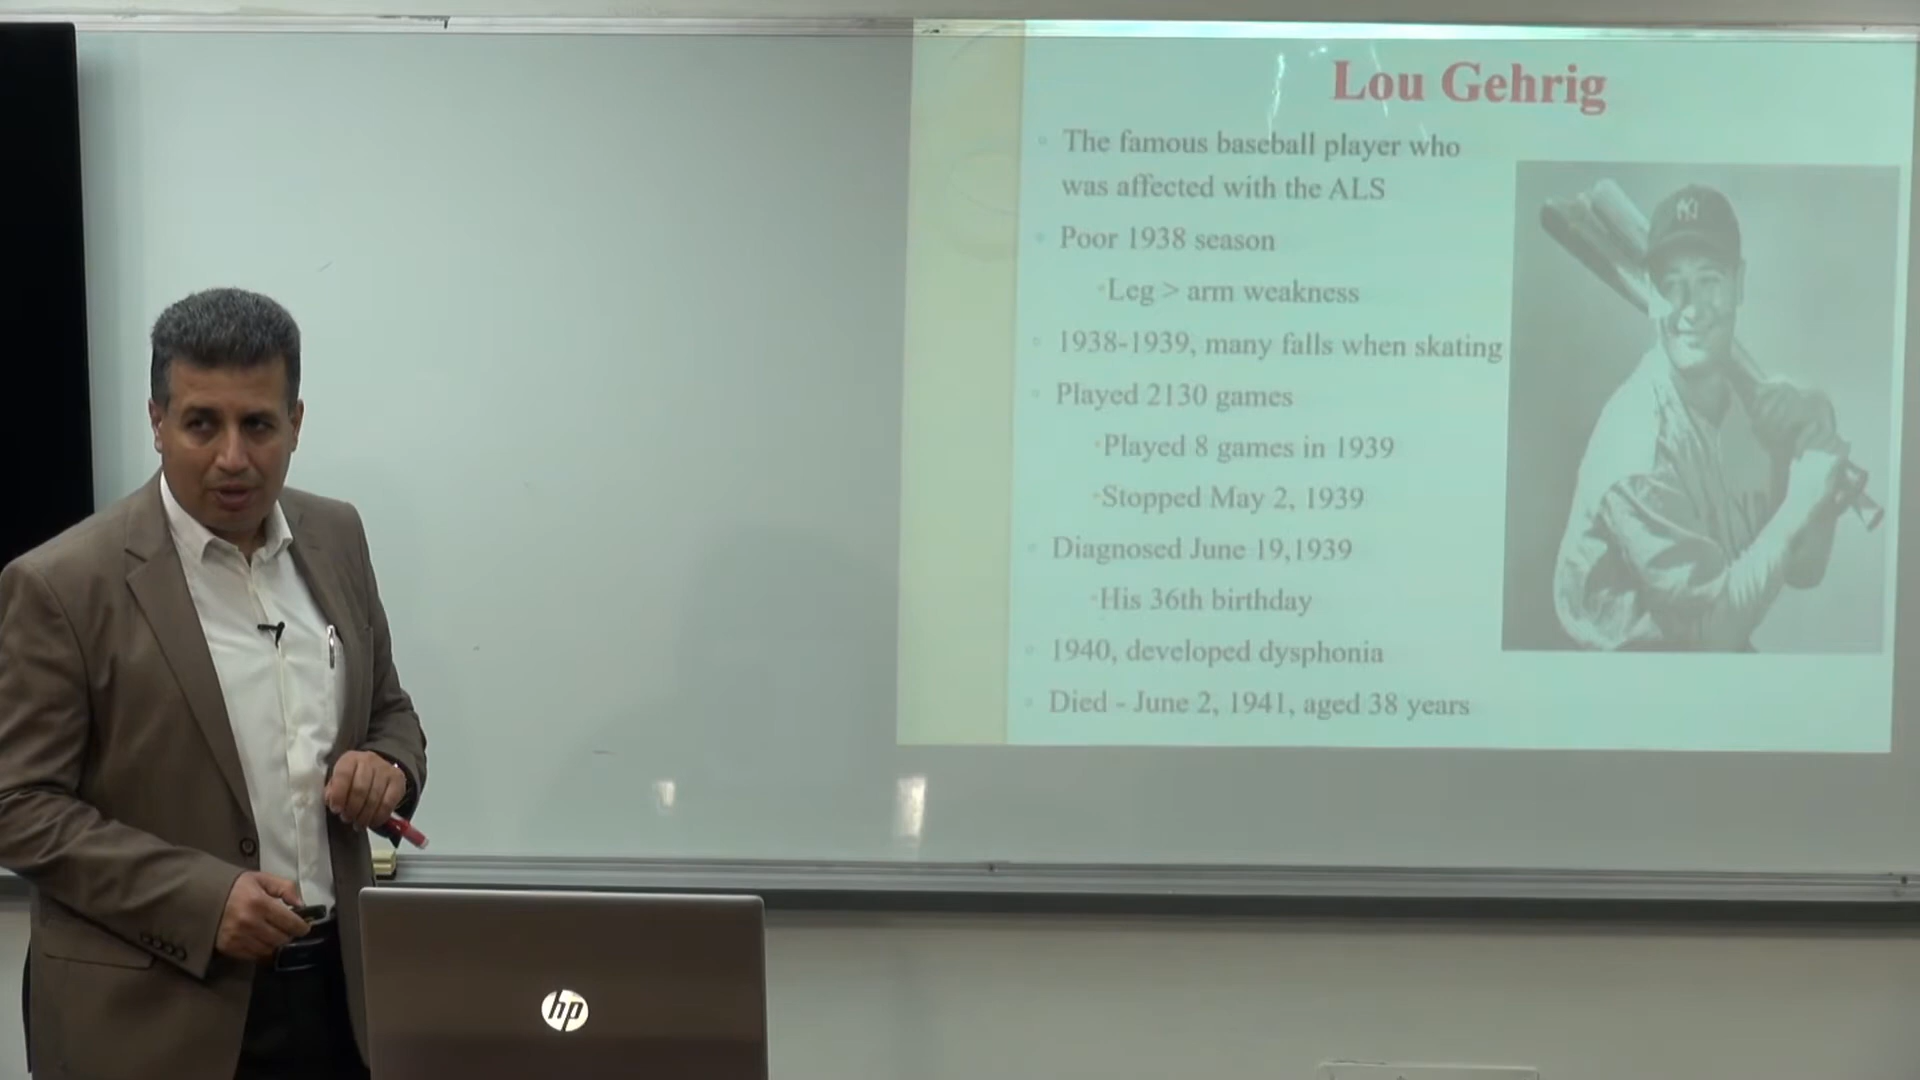 Lou Gehrig
The famous baseball player who
was affected with the ALS
Poor 1938 season
Leg > arm weakness
1938-1939, many falls when skating
Played 2130 games
Played 8 games in 1939
Stopped May 2, 1939
Diagnosed June 19,1939
His 36th birthday
1940, developed dysphonia
Died - June 2, 1941, aged 38 years
NY
hp